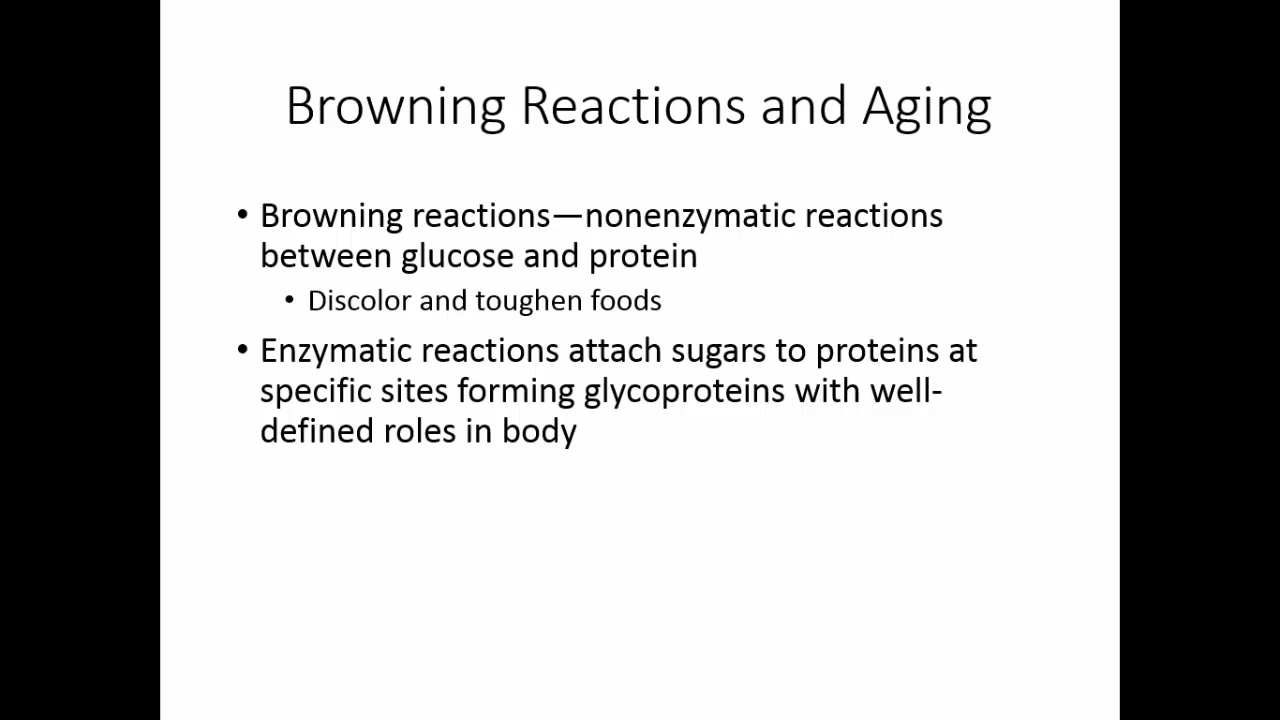 Browning Reactions and Aging
• Browning reactions—nonenzymatic reactions
between glucose and protein
• Discolor and toughen foods
• Enzymatic reactions attach sugars to proteins at
specific sites forming glycoproteins with well-
defined roles in body